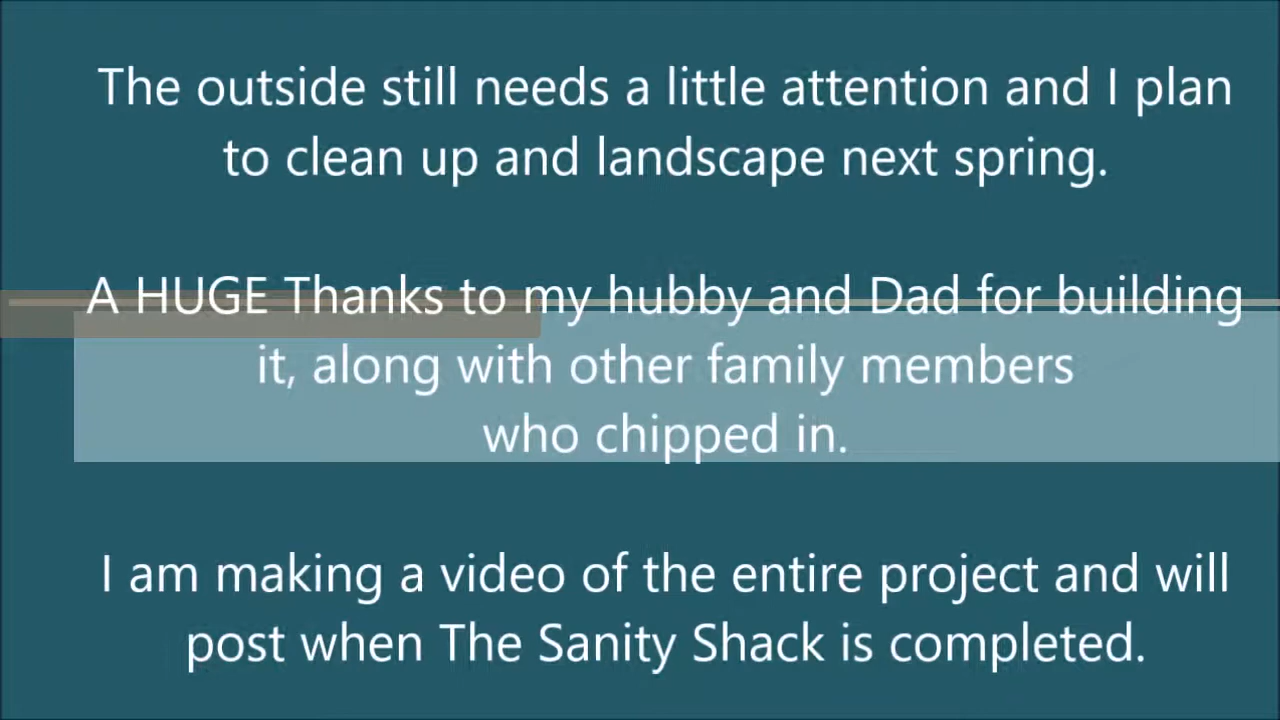 The outside still needs a little attention and I plan
to clean up and landscape next spring.
A HUGE Thanks to my hubby and Dad for building
it, along with other family members
who chipped in.
I am making a video of the entire project and will
post when The Sanity Shack is completed.